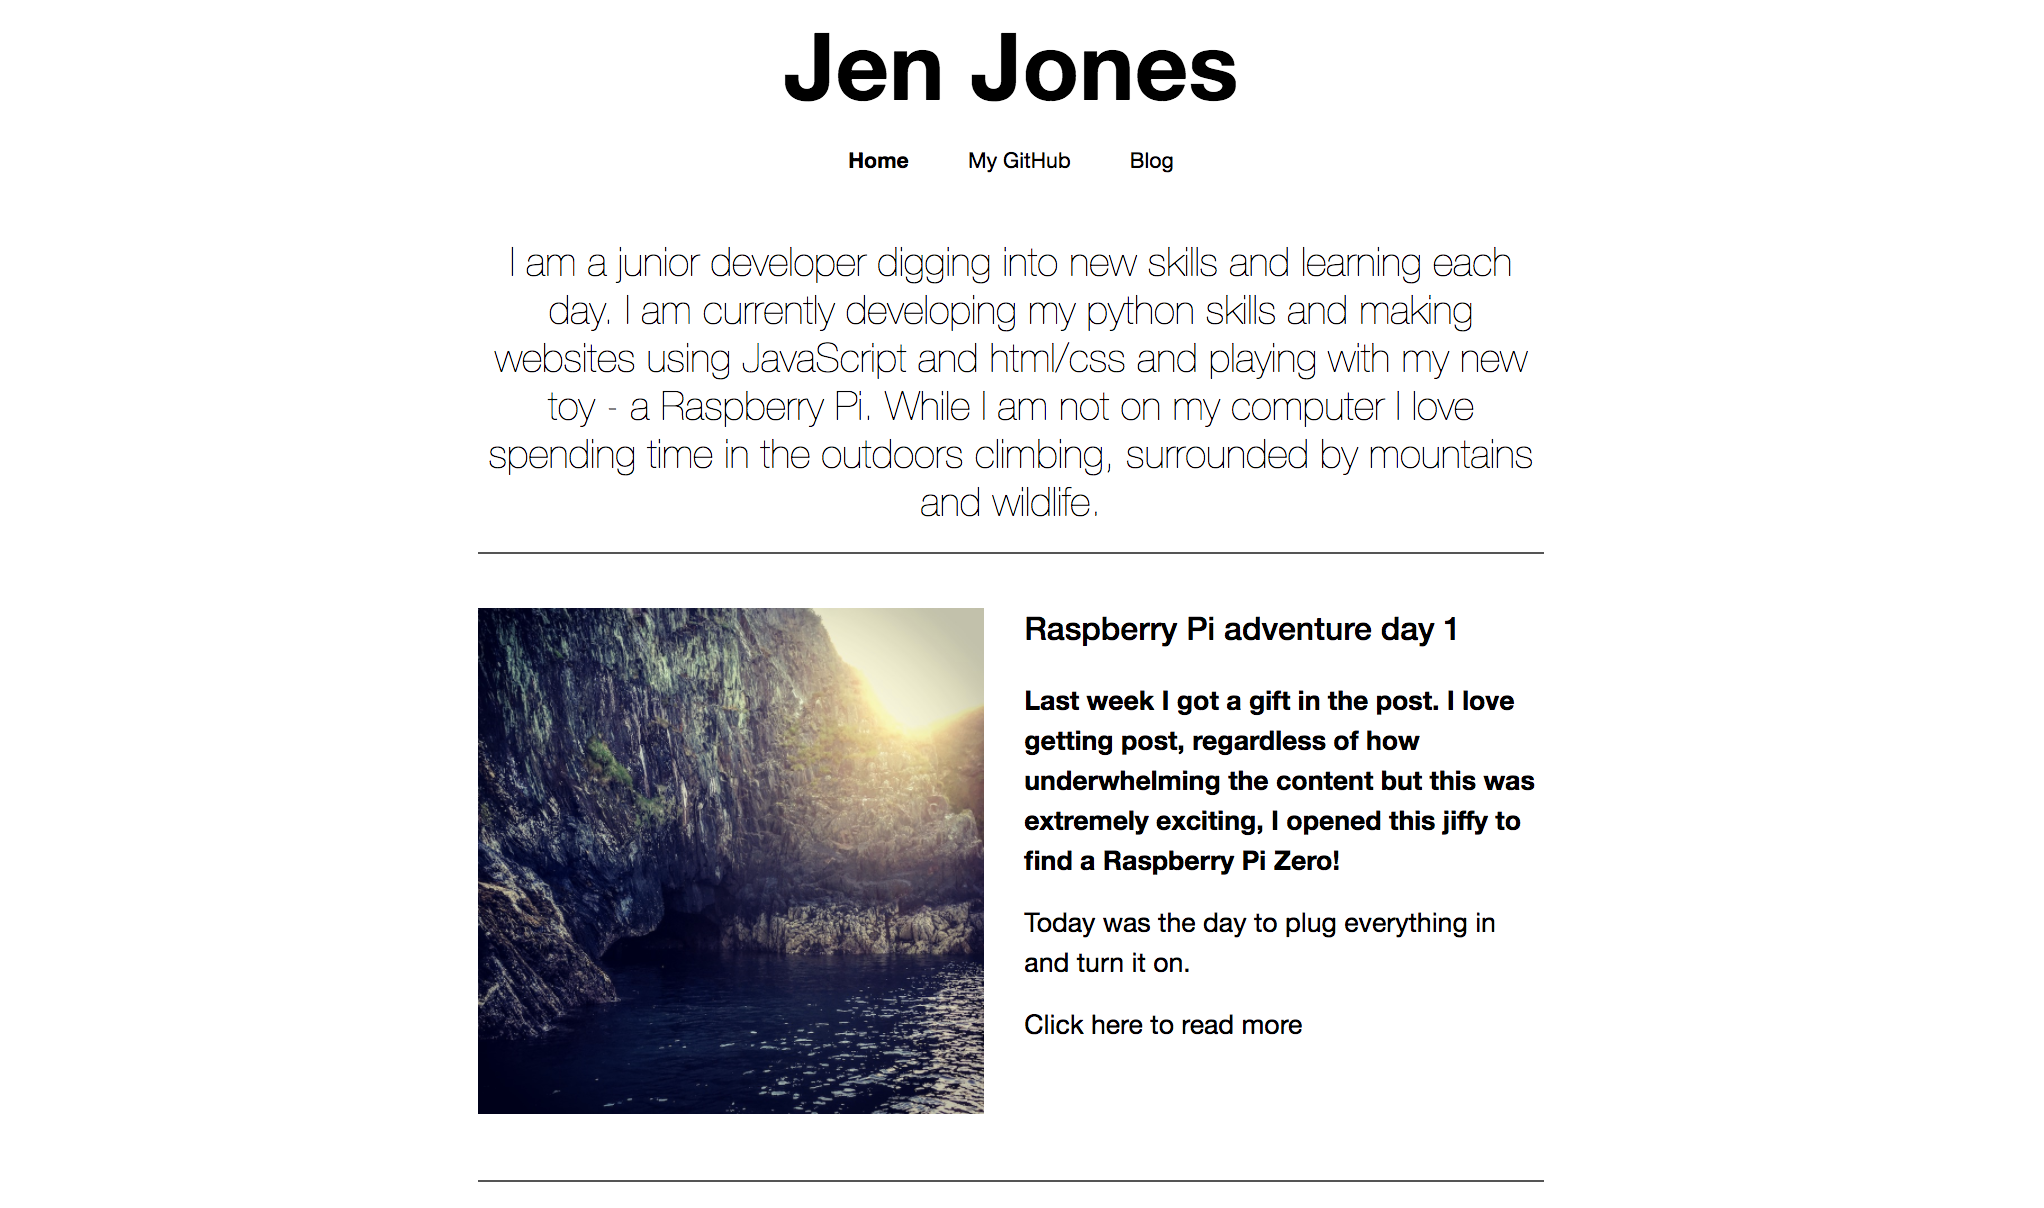 Jen Jones
Home My GitHub Blog
I am a junior developer digging into new skills and learning each
day. I am currently developing my python skills and making
websites using JavaScript and html/css and playing with my new
toy - a Raspberry Pi. While I am not on my computer I love
spending time in the outdoors climbing, surrounded by mountains
and wildlife.
Raspberry Pi adventure day 1
Last week I got a gift in the post. I love
getting post, regardless of how
underwhelming the content but this was
extremely exciting, I opened this jiffy to
find a Raspberry Pi Zero!
Today was the day to plug everything in
and turn it on.
Click here to read more